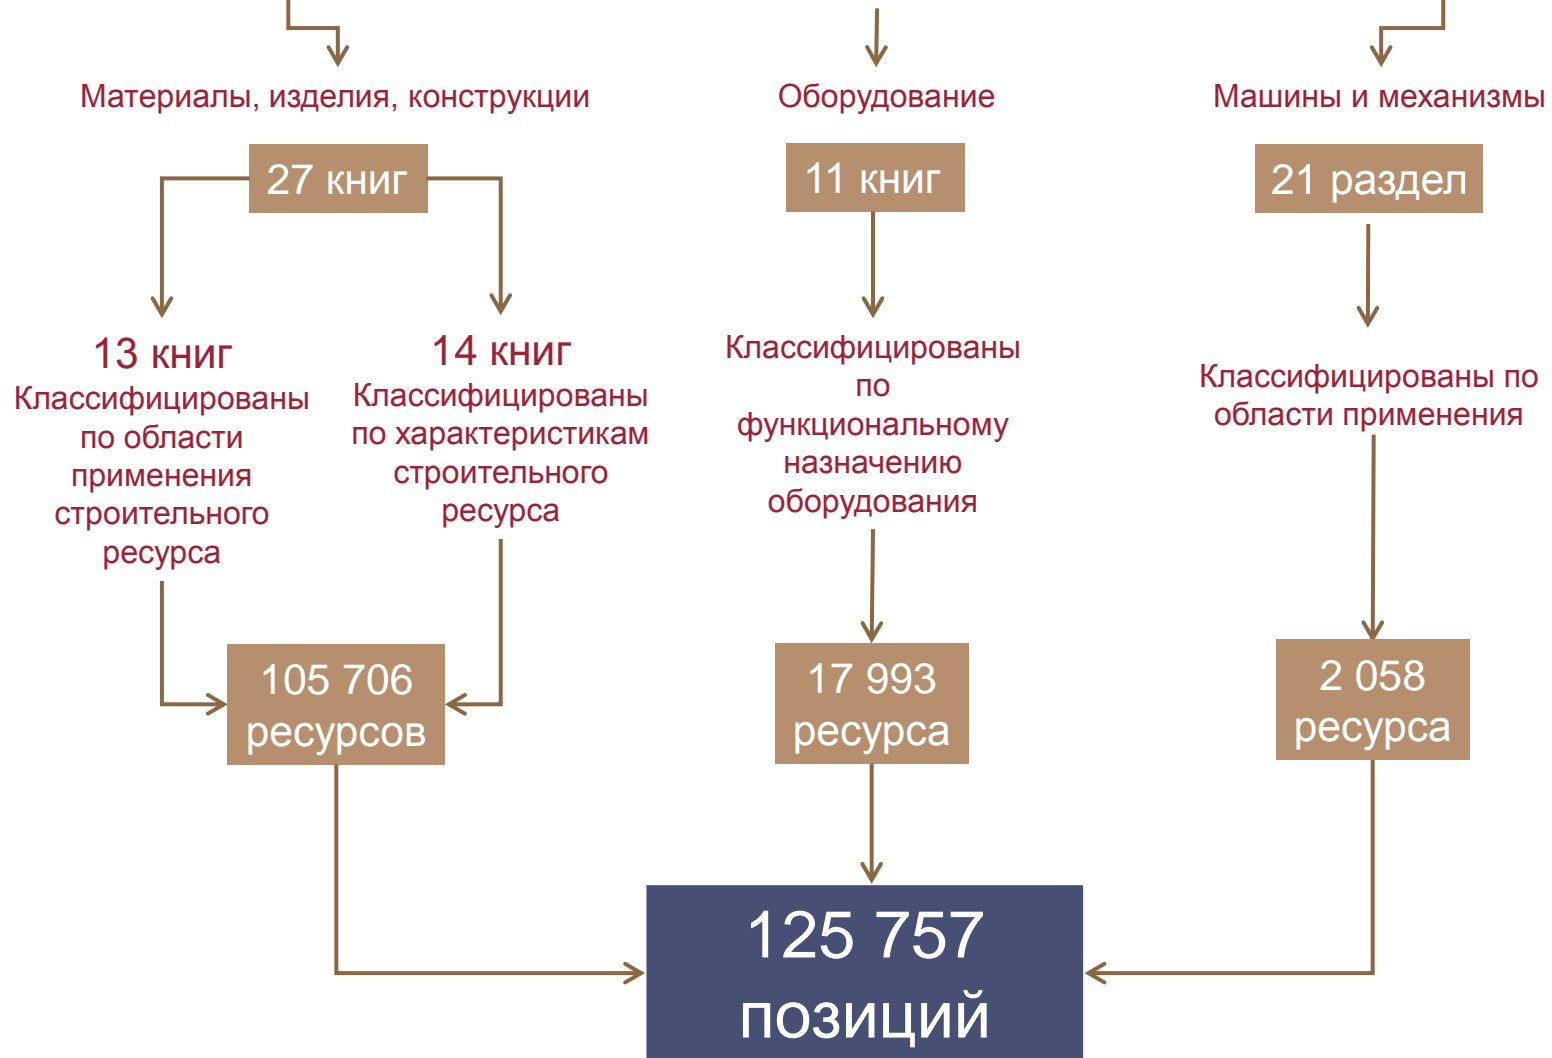 Материалы, изделия, конструкции
Оборудование
Машины и механизмы
27 книг
11 книг
21 раздел
13 книг
Классифицированы
по области
применения
строительного
ресурса
14 книг
Классифицированы
по характеристикам
строительного
ресурса
Классифицированы
по
функциональному
назначению
оборудования
Классифицированы по
области применения
105 706
ресурсов
17 993
ресурса
2 058
ресурса
125 757
позиций